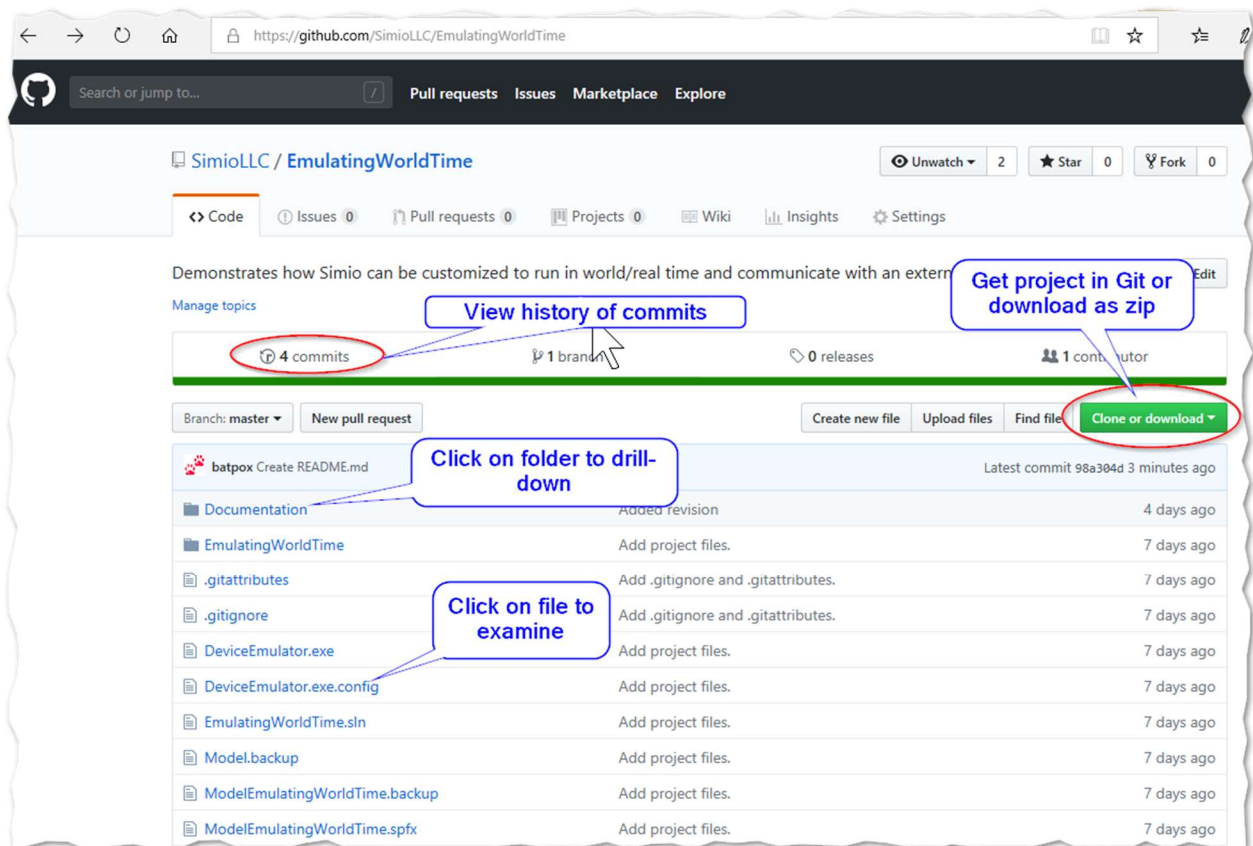 https://github.com/SimioLLC/EmulatingWorldTime
Search or jump to... / Pull requests Issues Marketplace Explore
SimioLLC / EmulatingWorldTime Unwatch 2 Star 0 Fork 0
Code Issues 0 Pull requests 0 Projects 0 Wiki Insights Settings
Demonstrates how Simio can be customized to run in world/real time and communicate with an extern
Edit
Get project in Git or
download as zip
Manage topics
View history of commits
4 commits 1 branch 0 releases 1 contributor
Branch: master New pull request Create new file Upload files Find file Clone or download
batpox Create README.md Latest commit 98a304d 3 minutes ago
Click on folder to drill-
down
Documentation Added revision 4 days ago
EmulatingWorldTime Add project files. 7 days ago
.gitattributes Add .gitignore and .gitattributes. 7 days ago
Click on file to
examine
.gitignore Add .gitignore and .gitattributes. 7 days ago
DeviceEmulator.exe Add project files. 7 days ago
DeviceEmulator.exe.config Add project files. 7 days ago
EmulatingWorldTime.sln Add project files. 7 days ago
Model.backup Add project files. 7 days ago
ModelEmulatingWorldTime.backup Add project files. 7 days ago
ModelEmulatingWorldTime.spfx Add project files. 7 days ago